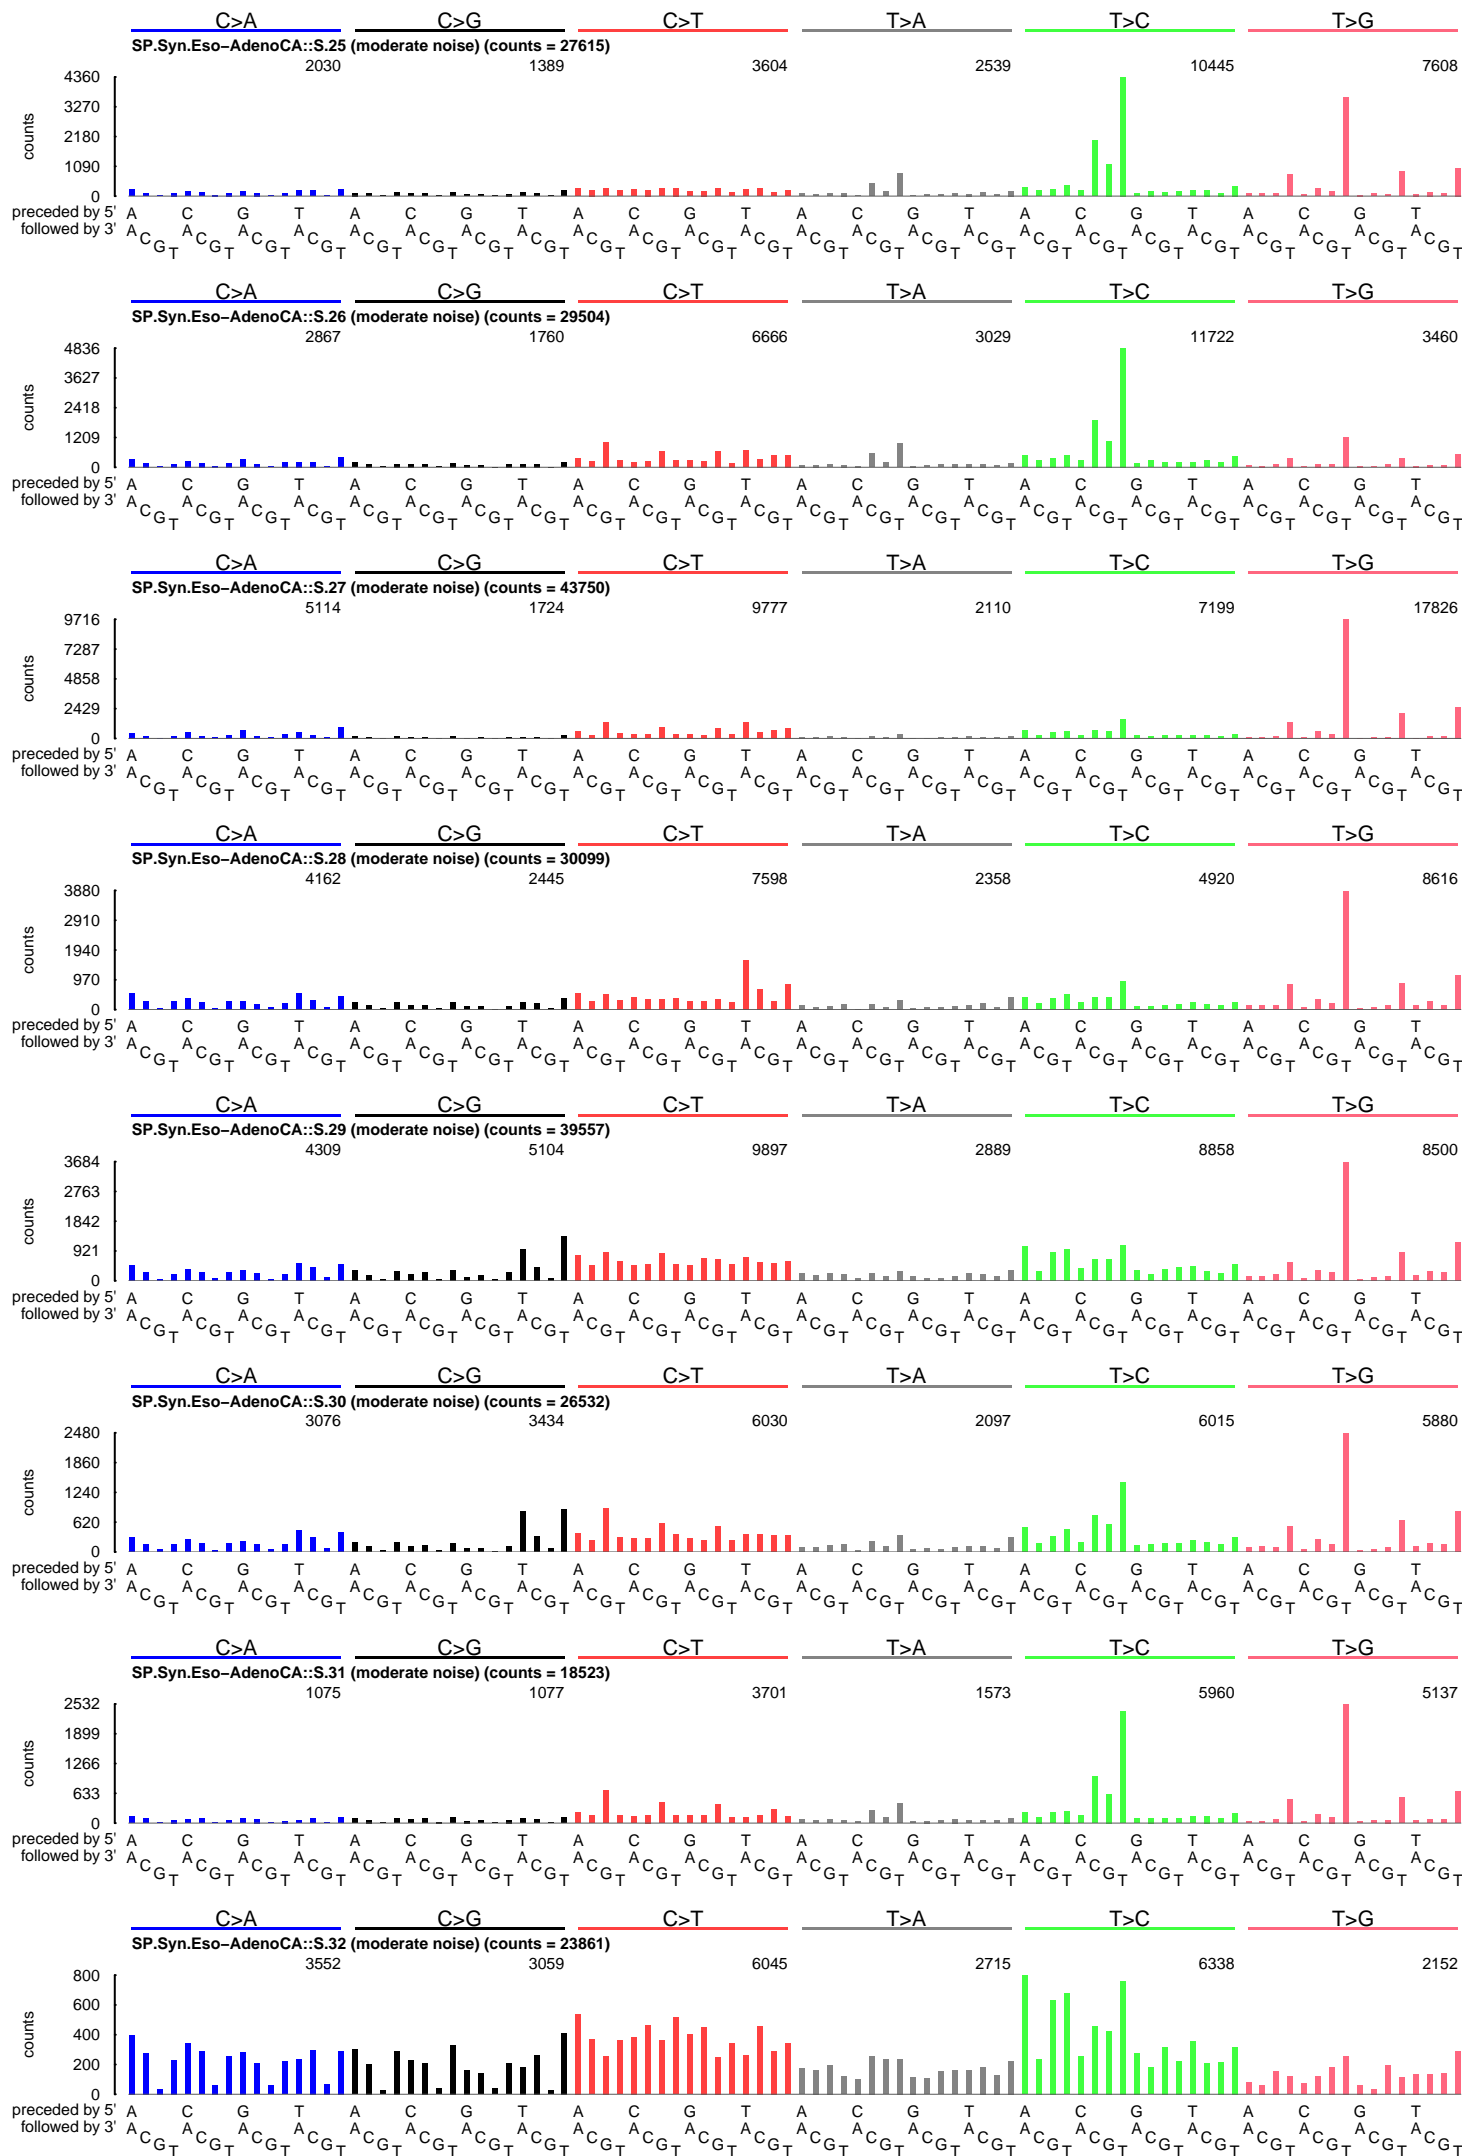 C>A C>G C>T T>A T>C T>G
SP.Syn.Eso−AdenoCA::S.25 (moderate noise) (counts = 27615)
2030 1389 3604 2539 10445 7608
4360
3270
2180
1090
0
counts
preceded by 5' A C G T A C G T A C G T A C G T A C G T A C G T
followed by 3' A C G T A C G T A C G T A C G T A C G T A C G T A C G T A C G T A C G T A C G T A C G T A C G T A C G T A C G T A C G T A C G T A C G T A C G T A C G T A C G T A C G T A C G T A C G T A C G T
C>A C>G C>T T>A T>C T>G
SP.Syn.Eso−AdenoCA::S.26 (moderate noise) (counts = 29504)
2867 1760 6666 3029 11722 3460
4836
3627
2418
1209
0
counts
preceded by 5' A C G T A C G T A C G T A C G T A C G T A C G T
followed by 3' A C G T A C G T A C G T A C G T A C G T A C G T A C G T A C G T A C G T A C G T A C G T A C G T A C G T A C G T A C G T A C G T A C G T A C G T A C G T A C G T A C G T A C G T A C G T A C G T
C>A C>G C>T T>A T>C T>G
SP.Syn.Eso−AdenoCA::S.27 (moderate noise) (counts = 43750)
5114 1724 9777 2110 7199 17826
9716
7287
4858
2429
0
counts
preceded by 5' A C G T A C G T A C G T A C G T A C G T A C G T
followed by 3' A C G T A C G T A C G T A C G T A C G T A C G T A C G T A C G T A C G T A C G T A C G T A C G T A C G T A C G T A C G T A C G T A C G T A C G T A C G T A C G T A C G T A C G T A C G T A C G T
C>A C>G C>T T>A T>C T>G
SP.Syn.Eso−AdenoCA::S.28 (moderate noise) (counts = 30099)
4162 2445 7598 2358 4920 8616
3880
2910
1940
970
0
counts
preceded by 5' A C G T A C G T A C G T A C G T A C G T A C G T
followed by 3' A C G T A C G T A C G T A C G T A C G T A C G T A C G T A C G T A C G T A C G T A C G T A C G T A C G T A C G T A C G T A C G T A C G T A C G T A C G T A C G T A C G T A C G T A C G T A C G T
C>A C>G C>T T>A T>C T>G
SP.Syn.Eso−AdenoCA::S.29 (moderate noise) (counts = 39557)
4309 5104 9897 2889 8858 8500
3684
2763
1842
921
0
counts
preceded by 5' A C G T A C G T A C G T A C G T A C G T A C G T
followed by 3' A C G T A C G T A C G T A C G T A C G T A C G T A C G T A C G T A C G T A C G T A C G T A C G T A C G T A C G T A C G T A C G T A C G T A C G T A C G T A C G T A C G T A C G T A C G T A C G T
C>A C>G C>T T>A T>C T>G
SP.Syn.Eso−AdenoCA::S.30 (moderate noise) (counts = 26532)
3076 3434 6030 2097 6015 5880
2480
1860
1240
620
0
counts
preceded by 5' A C G T A C G T A C G T A C G T A C G T A C G T
followed by 3' A C G T A C G T A C G T A C G T A C G T A C G T A C G T A C G T A C G T A C G T A C G T A C G T A C G T A C G T A C G T A C G T A C G T A C G T A C G T A C G T A C G T A C G T A C G T A C G T
C>A C>G C>T T>A T>C T>G
SP.Syn.Eso−AdenoCA::S.31 (moderate noise) (counts = 18523)
1075 1077 3701 1573 5960 5137
2532
1899
1266
633
0
counts
preceded by 5' A C G T A C G T A C G T A C G T A C G T A C G T
followed by 3' A C G T A C G T A C G T A C G T A C G T A C G T A C G T A C G T A C G T A C G T A C G T A C G T A C G T A C G T A C G T A C G T A C G T A C G T A C G T A C G T A C G T A C G T A C G T A C G T
C>A C>G C>T T>A T>C T>G
SP.Syn.Eso−AdenoCA::S.32 (moderate noise) (counts = 23861)
3552 3059 6045 2715 6338 2152
800
600
400
200
0
counts
preceded by 5' A C G T A C G T A C G T A C G T A C G T A C G T
followed by 3' A C G T A C G T A C G T A C G T A C G T A C G T A C G T A C G T A C G T A C G T A C G T A C G T A C G T A C G T A C G T A C G T A C G T A C G T A C G T A C G T A C G T A C G T A C G T A C G T